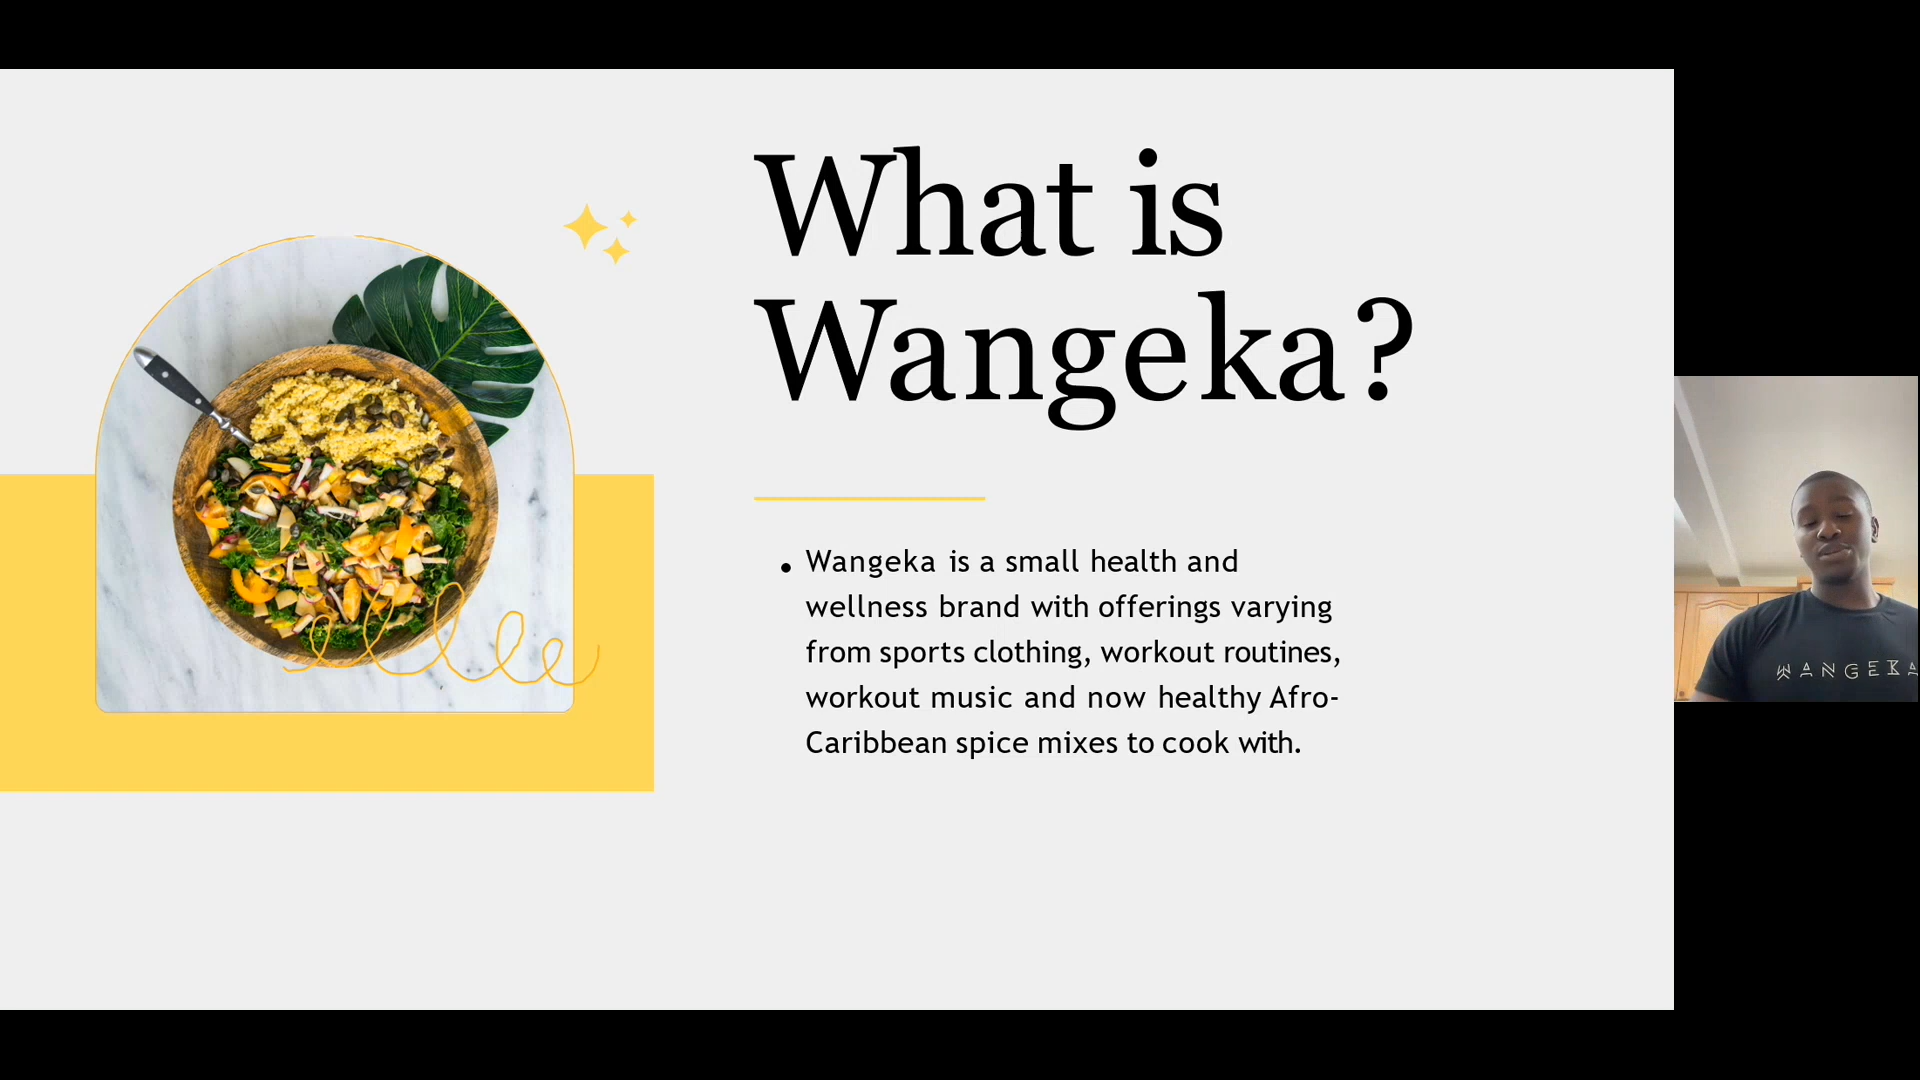 What is
Wangeka?
• Wangeka is a small health and
wellness brand with offerings varying
from sports clothing, workout routines,
workout music and now healthy Afro-
Caribbean spice mixes to cook with.
WANGEKA